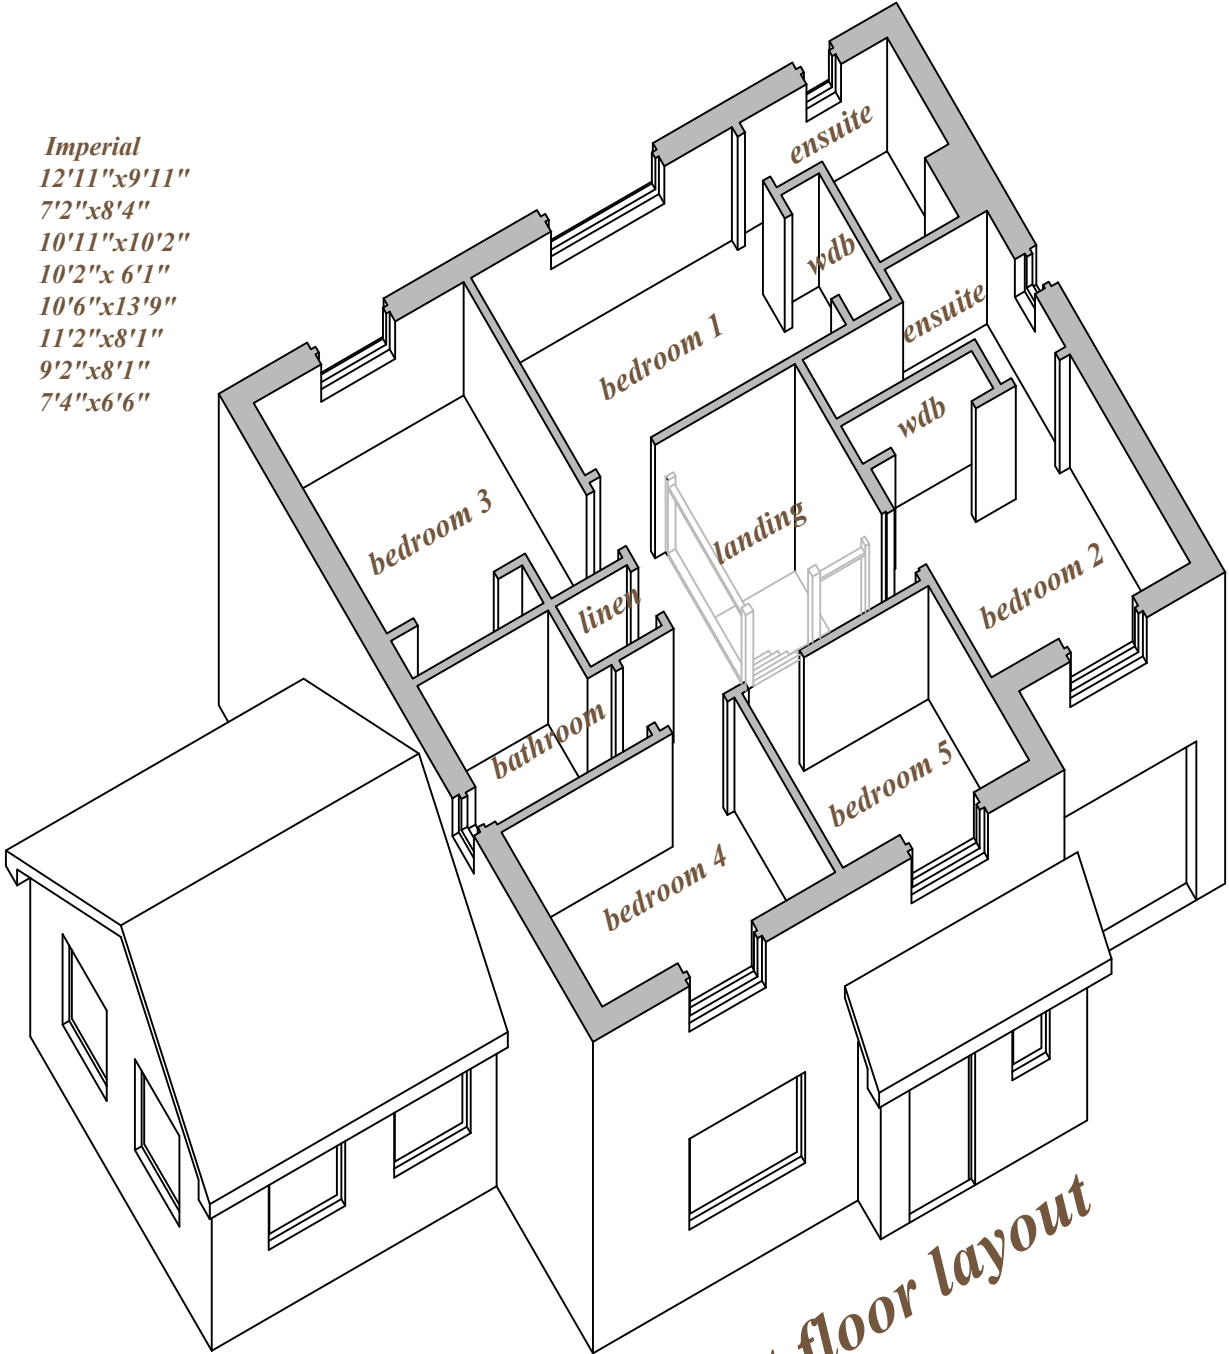 Imperial
12'11"x9'11"
7'2"x8'4"
10'11"x10'2"
10'2"x 6'1"
10'6"x13'9"
11'2"x8'1"
9'2"x8'1"
7'4"x6'6"
ensuite
wdb
ensuite
bedroom 1
wdb
bedroom 3
landing
bedroom 2
linen
bathroom
bedroom 5
bedroom 4
floor layout